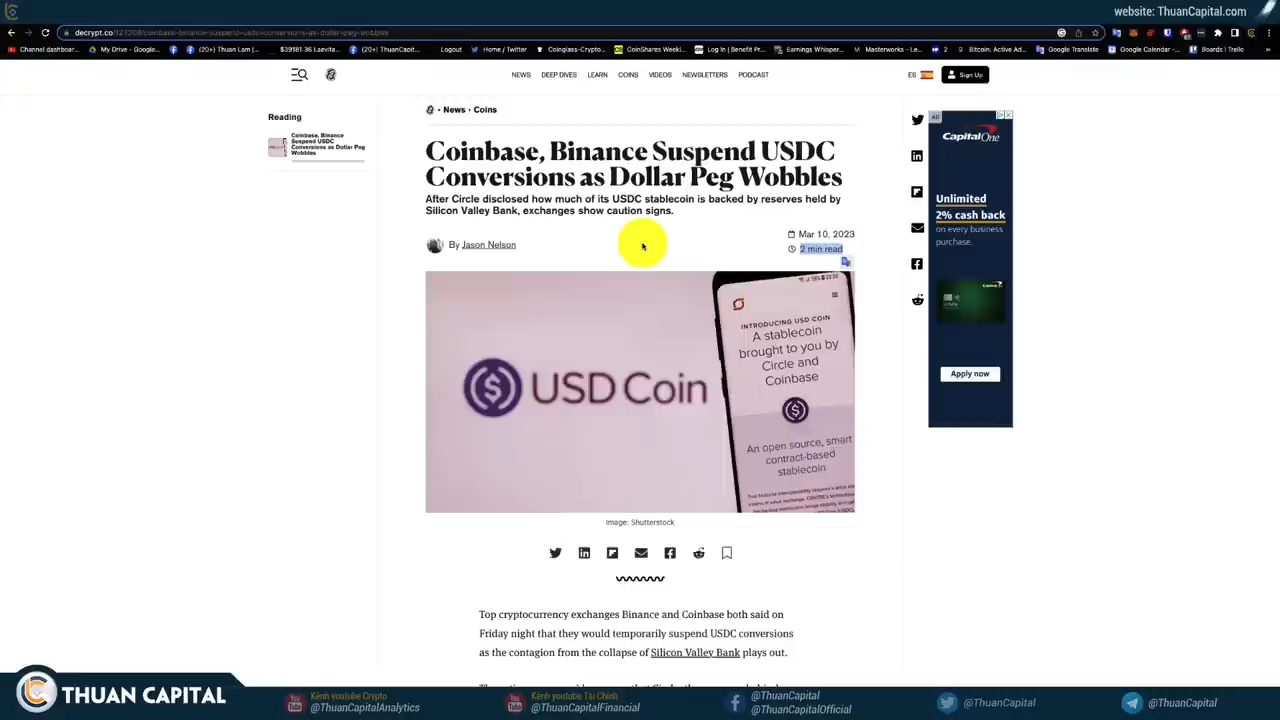 website: ThuanCapital.com
decrypt.co/123208/coinbase-binance-suspend-usdc-conversions-as-dollar-peg-wobbles
Channel dashboard...
My Drive - Google...
(20+) Thuan Lam |...
(20+) ThuanCapit...
Logout
Home / Twitter
Coinglass-Crypto...
CoinShares Weekl...
Log In | Benefit Pr...
Earnings Whisper...
Masterworks - Le...
2
Bitcoin: Active Ad...
Google Translate
Google Calendar -...
Boards | Trello
NEWS
DEEP DIVES
LEARN
COINS
VIDEOS
NEWSLETTERS
PODCAST
ES
Sign Up
Reading
Coinbase, Binance
Suspend USDC
Conversions as Dollar Peg
Wobbles
News • Coins
Coinbase, Binance Suspend USDC
Conversions as Dollar Peg Wobbles
After Circle disclosed how much of its USDC stablecoin is backed by reserves held by
Silicon Valley Bank, exchanges show caution signs.
By Jason Nelson
Mar 10, 2023
2 min read
AD
CapitalOne
Unlimited
2% cash back
on every business
purchase.
Apply now
USD Coin
INTRODUCING USD COIN
A stablecoin
brought to you by
Circle and
Coinbase
An open source, smart
contract-based
stablecoin
Image: Shutterstock
Top cryptocurrency exchanges Binance and Coinbase both said on
Friday night that they would temporarily suspend USDC conversions
as the contagion from the collapse of Silicon Valley Bank plays out.
THUAN CAPITAL
Kênh youtube Crypto
@ThuanCapitalAnalytics
Kênh youtube Tài Chính
@ThuanCapitalFinancial
@ThuanCapital
@ThuanCapitalOfficial
@ThuanCapital
@ThuanCapital